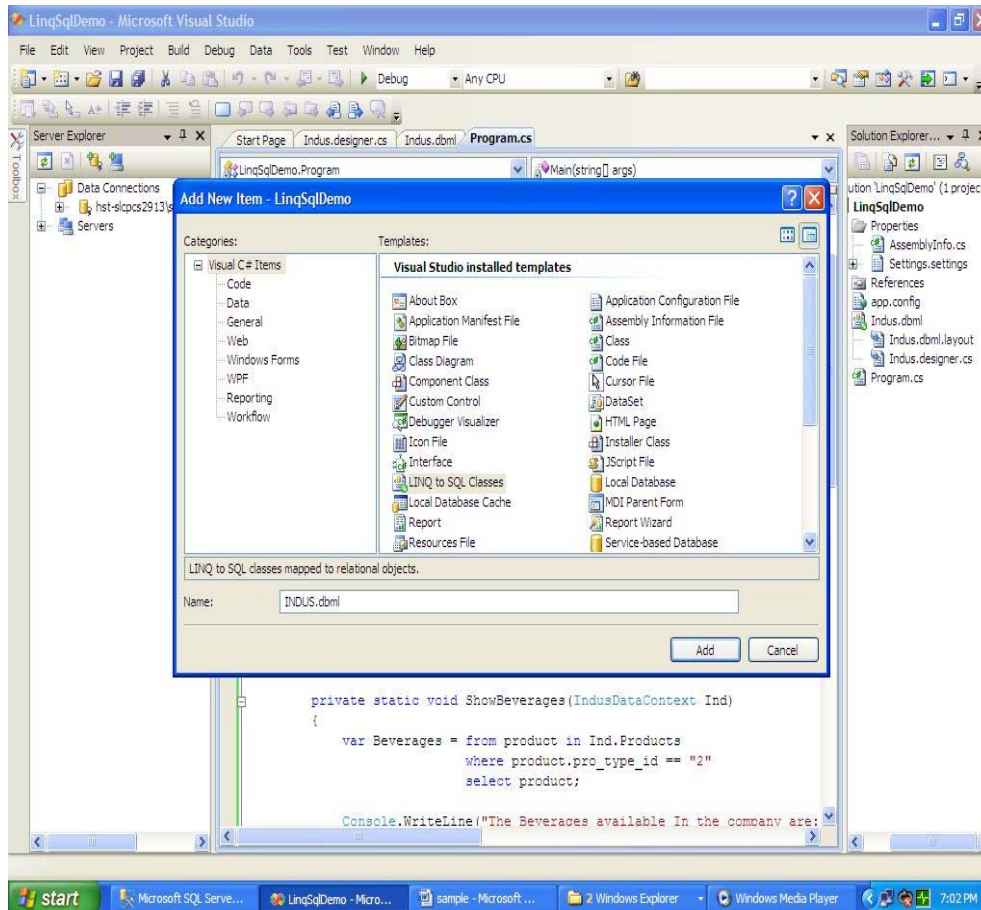 LinqSqlDemo - Microsoft Visual Studio
File Edit View Project Build Debug Data Tools Test Window Help
Debug Any CPU
Server Explorer
Toolbox
Data Connections
hst-slcpcs2913\s
Servers
Start Page Indus.designer.cs Indus.dbml Program.cs
LinqSqlDemo.Program Main(string[] args)
Add New Item - LinqSqlDemo
Categories: Templates:
Visual C# Items
Code
Data
General
Web
Windows Forms
WPF
Reporting
Workflow
Visual Studio installed templates
About Box Application Configuration File
Application Manifest File Assembly Information File
Bitmap File Class
Class Diagram Code File
Component Class Cursor File
Custom Control DataSet
Debugger Visualizer HTML Page
Icon File Installer Class
Interface JScript File
LINQ to SQL Classes Local Database
Local Database Cache MDI Parent Form
Report Report Wizard
Resources File Service-based Database
LINQ to SQL classes mapped to relational objects.
Name: INDUS.dbml
Add Cancel
private static void ShowBeverages(IndusDataContext Ind)
{
var Beverages = from product in Ind.Products
where product.pro_type_id == "2"
select product;
Console.WriteLine("The Beverages available In the company are:
Solution Explorer...
ution 'LinqSqlDemo' (1 projec
LinqSqlDemo
Properties
AssemblyInfo.cs
Settings.settings
References
app.config
Indus.dbml
Indus.dbml.layout
Indus.designer.cs
Program.cs
start Microsoft SQL Serve... LinqSqlDemo - Micro... sample - Microsoft ... 2 Windows Explorer Windows Media Player 7:02 PM